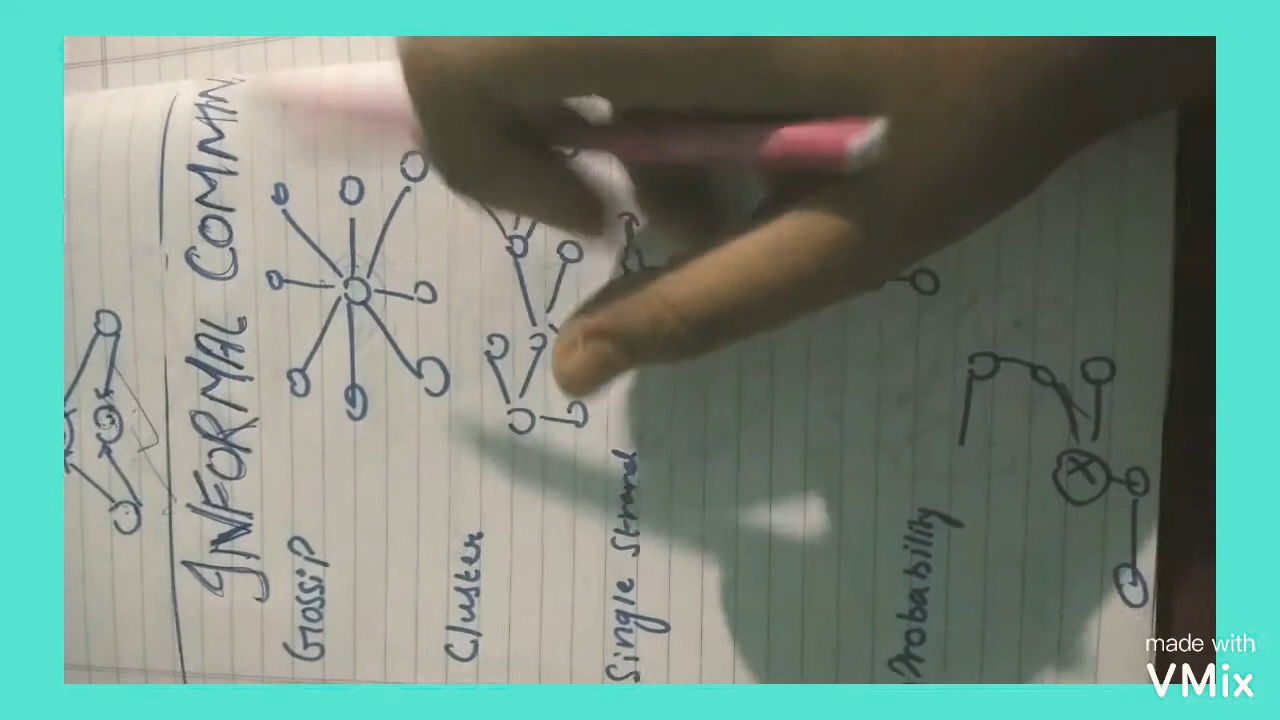 INFORMAL COMMN
Gossip
Cluster
Single Strand
Probability
X
made with
VMix